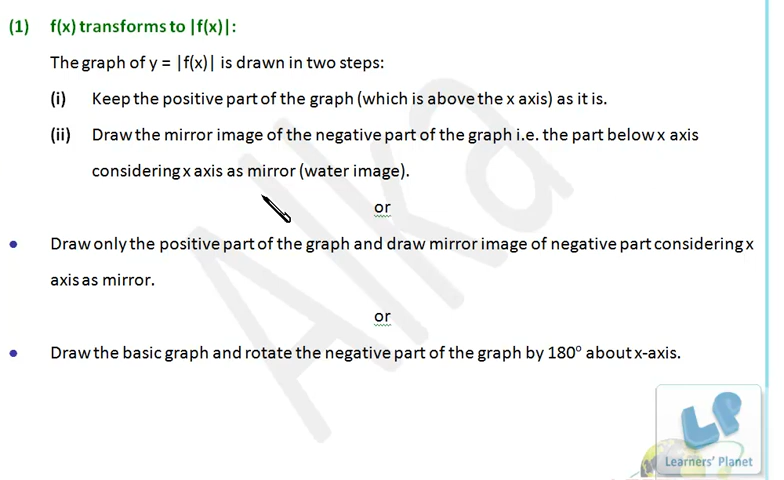 (1) f(x) transforms to |f(x)|:
The graph of y = |f(x)| is drawn in two steps:
(i) Keep the positive part of the graph (which is above the x axis) as it is.
(ii) Draw the mirror image of the negative part of the graph i.e. the part below x axis
considering x axis as mirror (water image).
or
• Draw only the positive part of the graph and draw mirror image of negative part considering x
axis as mirror.
or
• Draw the basic graph and rotate the negative part of the graph by 180° about x-axis.
Alka
LP
Learners' Planet